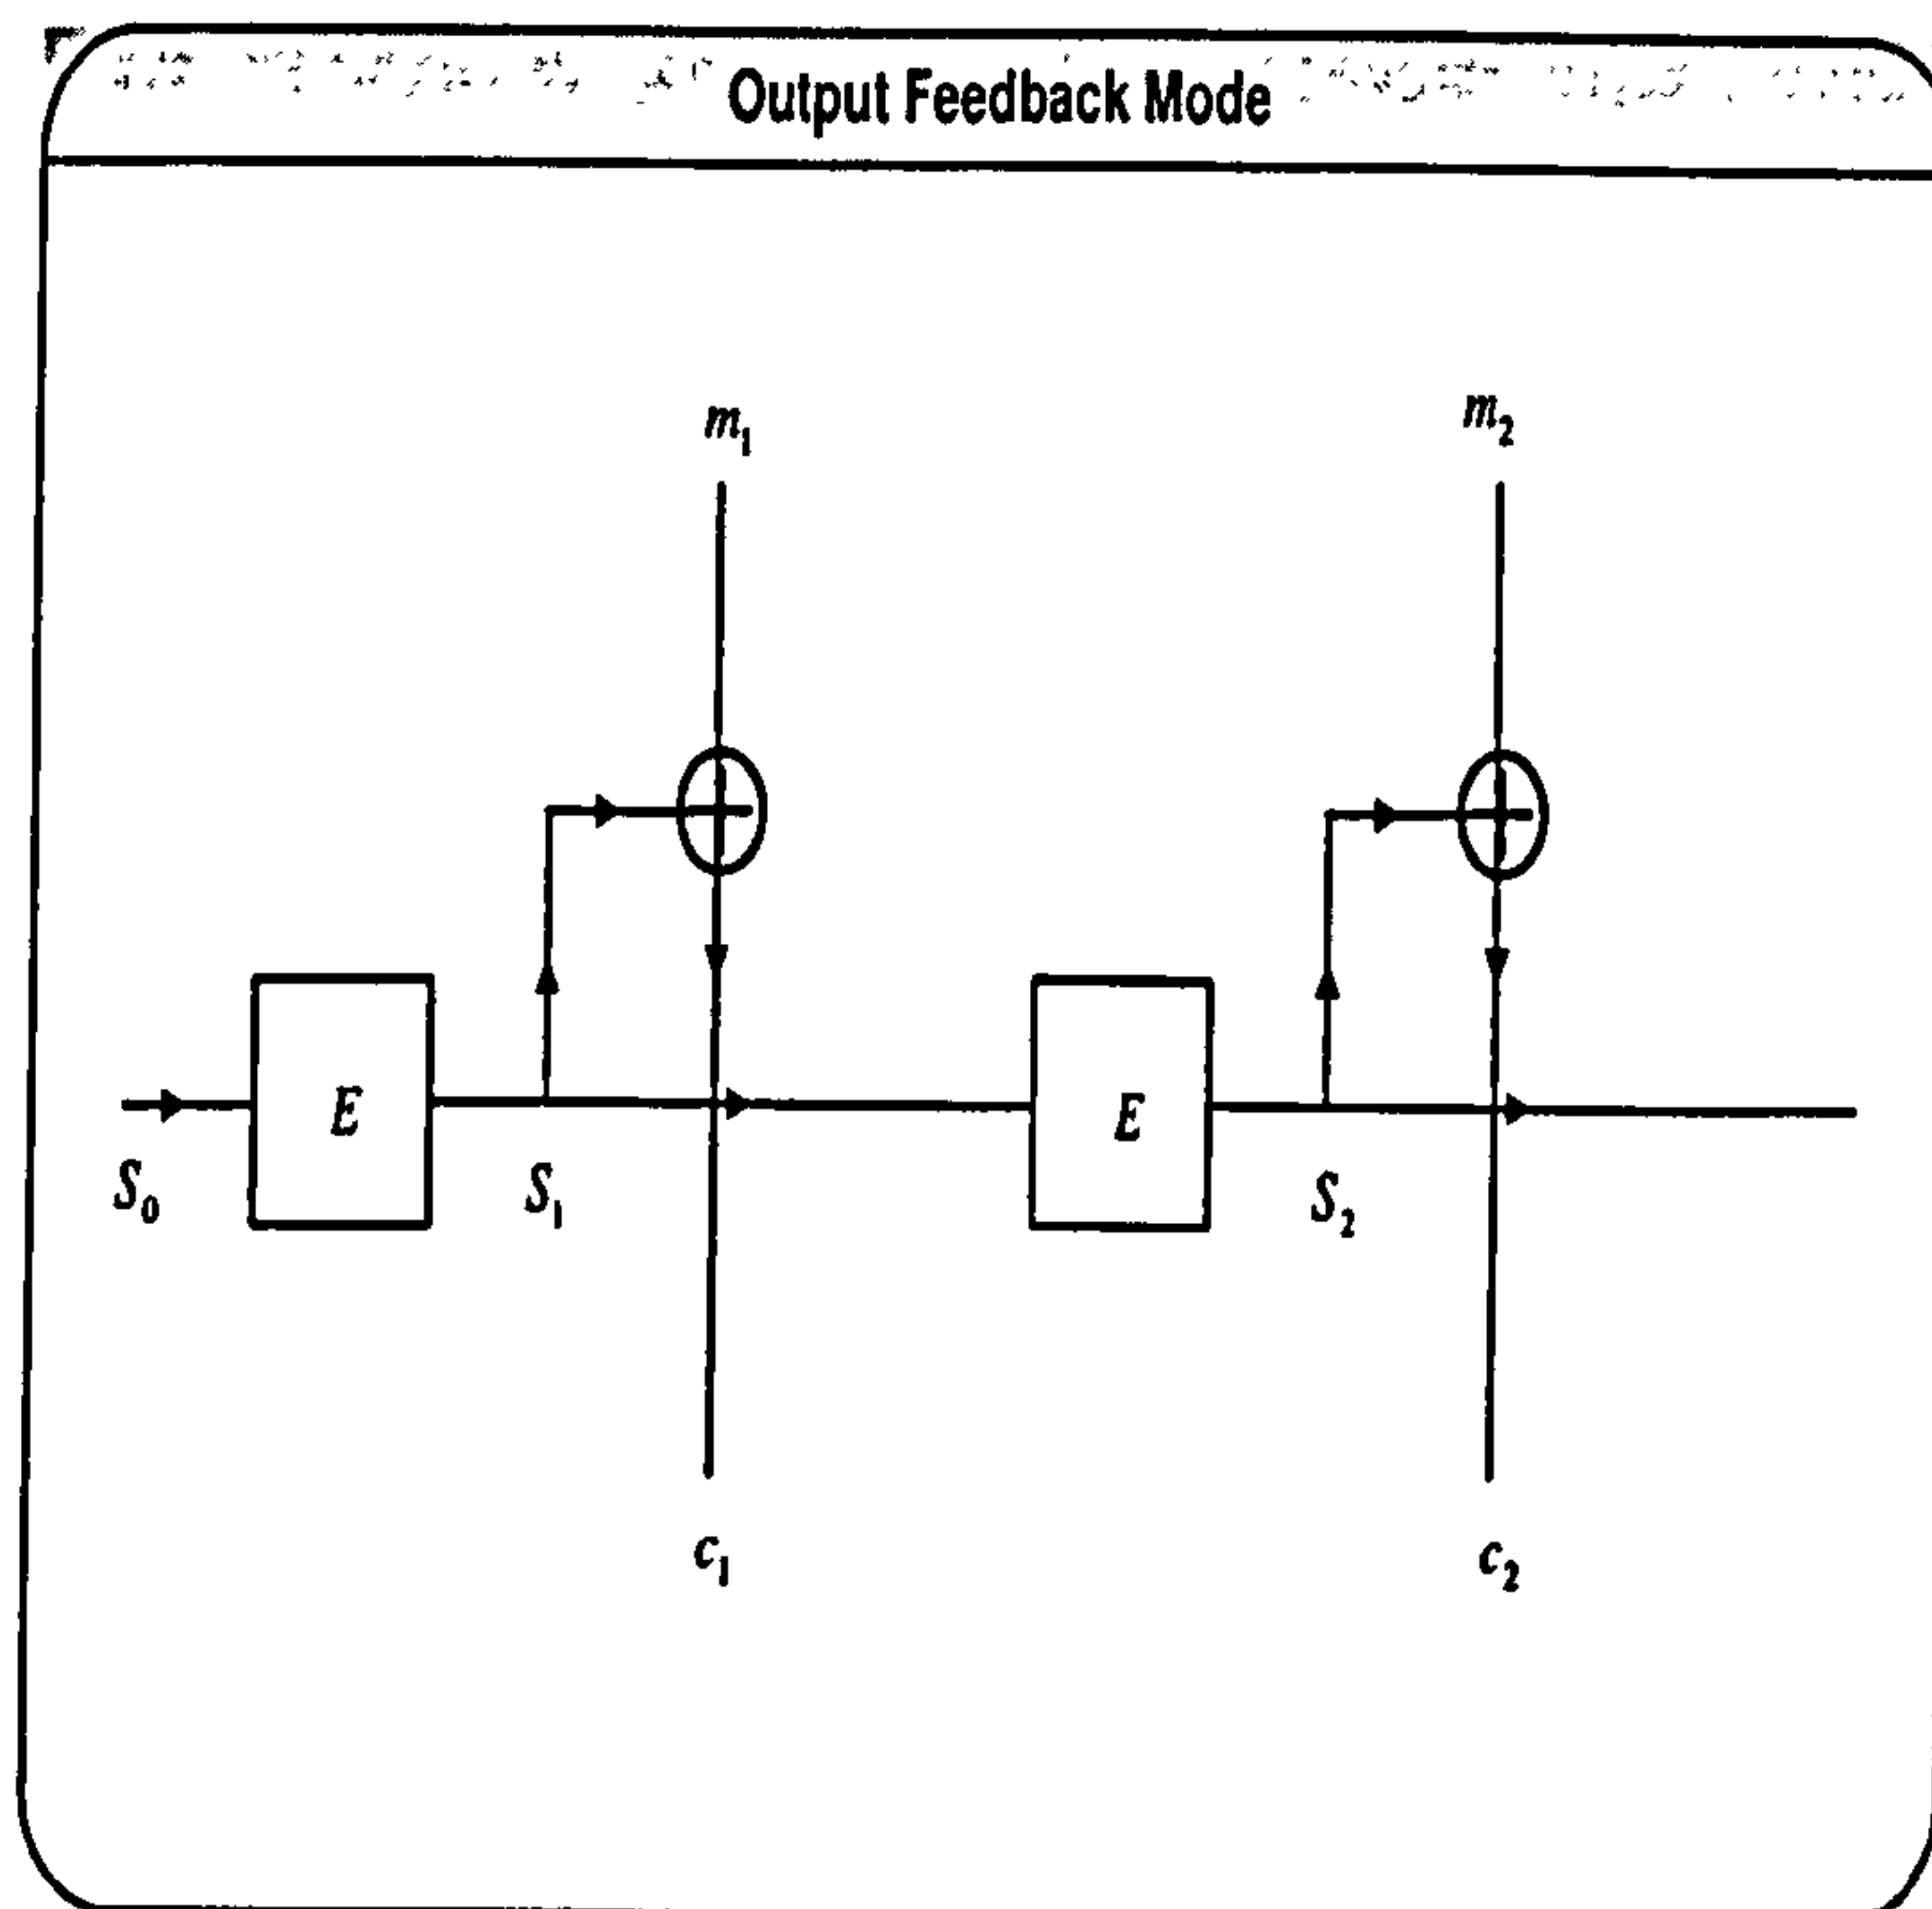 Output Feedback Mode
m₁ m₂
E E
S₀ S₁ S₂
c₁ c₂